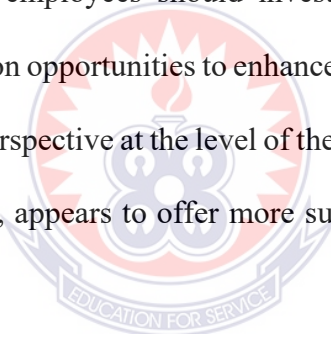 employees should invest
on opportunities to enhance
rspective at the level of the
, appears to offer more su
EDUCATION FOR SERVICE